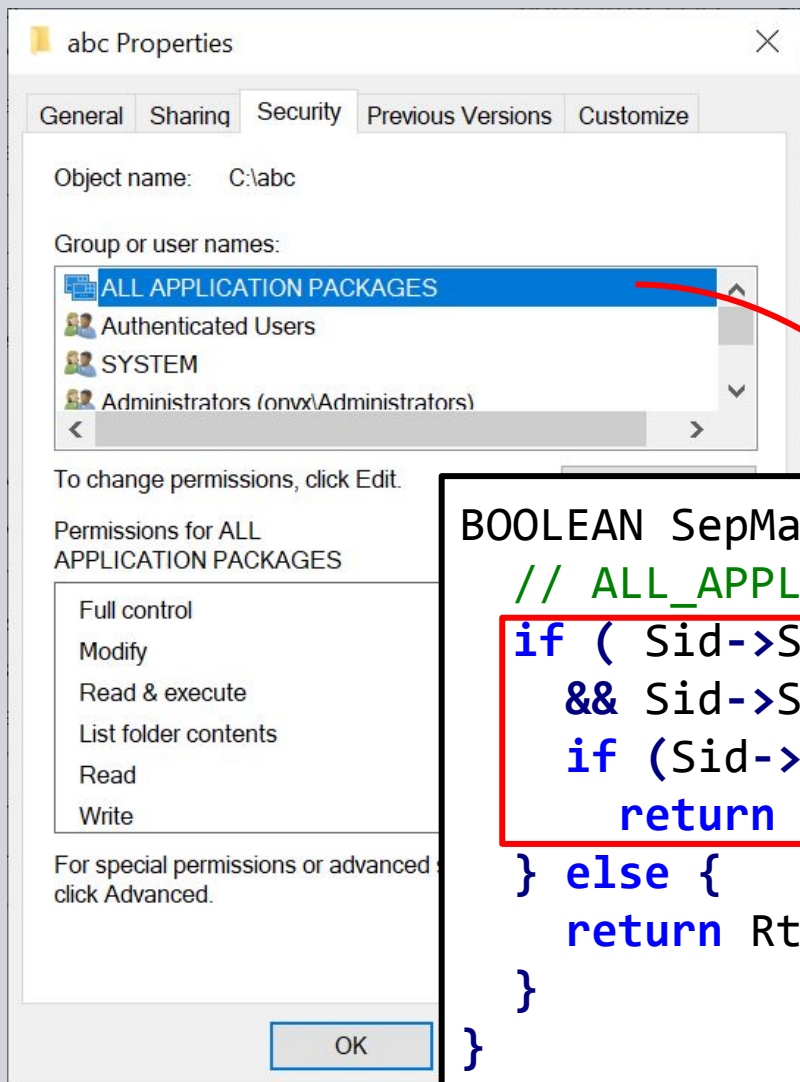 abc Properties
General Sharing Security Previous Versions Customize
Object name: C:\abc
Group or user names:
ALL APPLICATION PACKAGES
Authenticated Users
SYSTEM
Administrators (onyx\Administrators)
To change permissions, click Edit.
Permissions for ALL
APPLICATION PACKAGES
Full control
Modify
Read & execute
List folder contents
Read
Write
For special permissions or advanced
click Advanced.
OK
BOOLEAN SepMa
// ALL_APPL
if ( Sid->S
&& Sid->S
if (Sid->
return
} else {
return Rt
}
}